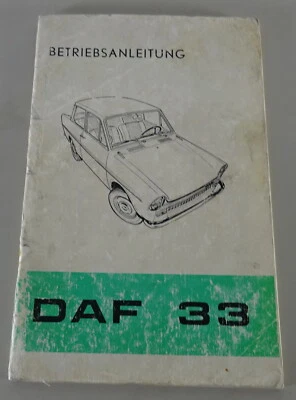 BETRIEBSANLEITUNG
DAF 33